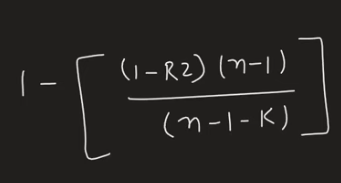 1 - [ (1-R2) (n-1) / (n-1-K) ]